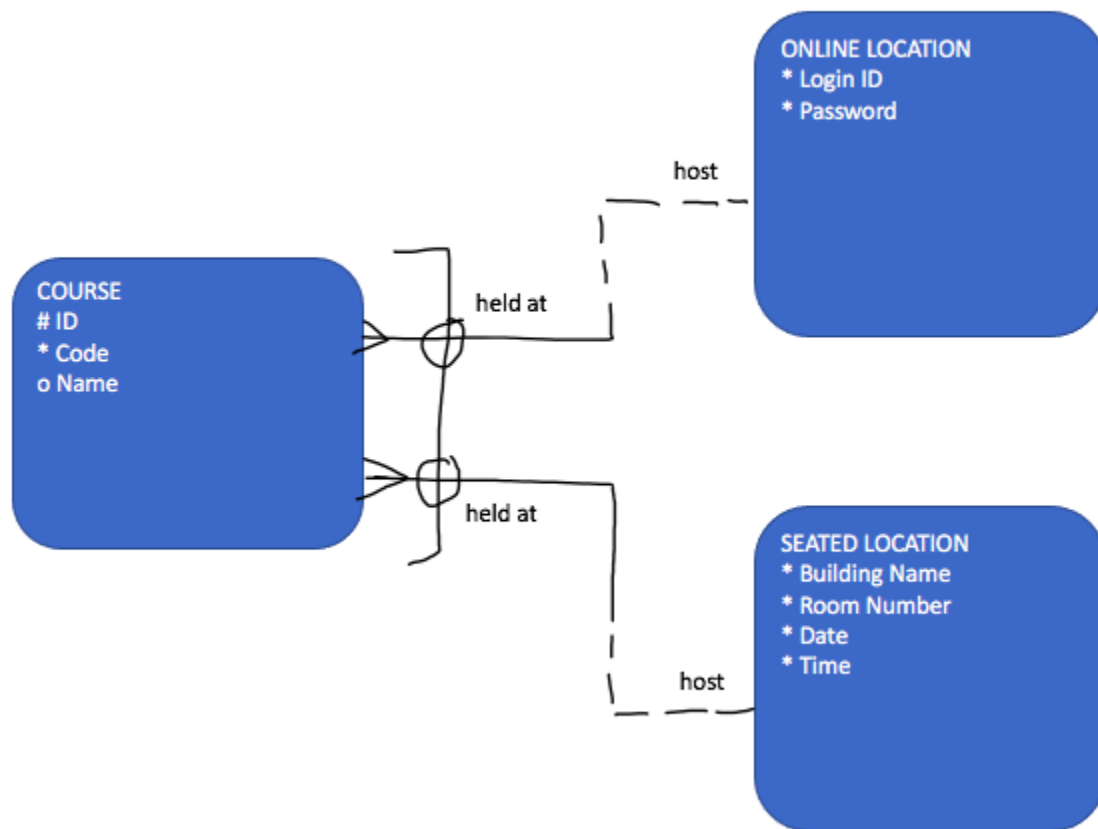 ONLINE LOCATION
* Login ID
* Password
host
COURSE
# ID
* Code
o Name
held at
held at
SEATED LOCATION
* Building Name
* Room Number
* Date
* Time
host